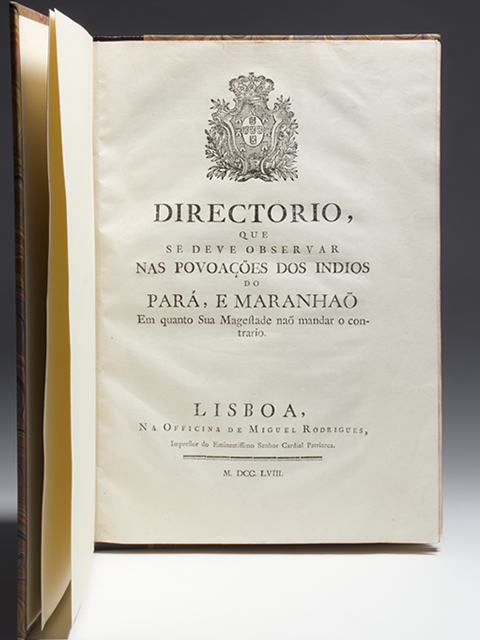 DIRECTORIO,
QUE
SE DEVE OBSERVAR
NAS POVOAÇÕES DOS INDIOS
DO
PARÁ, E MARANHAÕ
Em quanto Sua Mageſtade naõ mandar o con-
trario.
LISBOA,
NA OFFICINA DE MIGUEL RODRIGUES,
Impreſſor do Eminentiſſimo Senhor Cardial Patriarca.
M. DCC. LVIII.